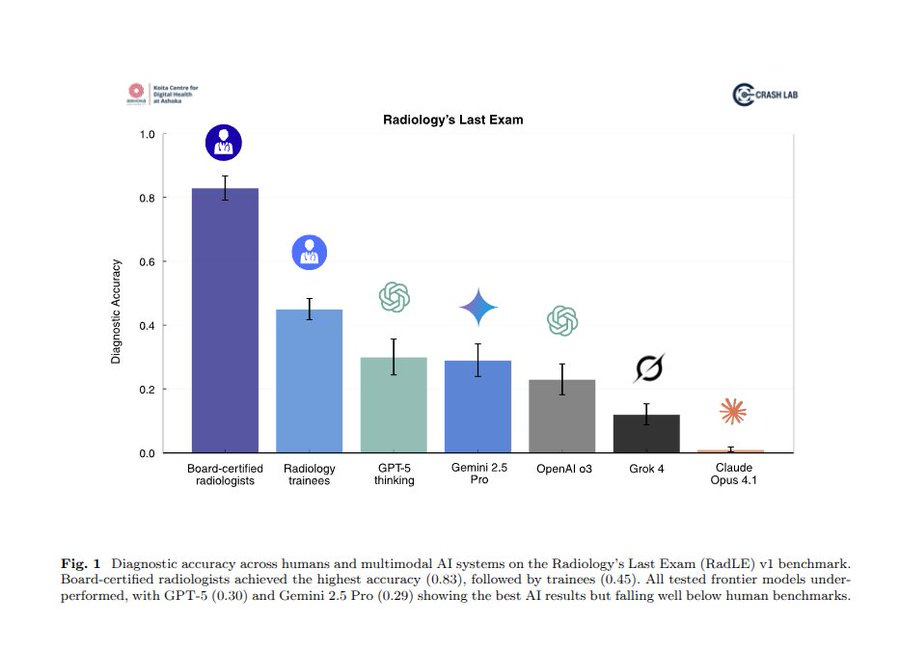 Koita Centre for
Digital Health
at Ashoka
CRASH LAB
Radiology's Last Exam
1.0
0.8
0.6
0.4
0.2
0.0
Diagnostic Accuracy
Board-certified
radiologists
Radiology
trainees
GPT-5
thinking
Gemini 2.5
Pro
OpenAI o3
Grok 4
Claude
Opus 4.1
Fig. 1 Diagnostic accuracy across humans and multimodal AI systems on the Radiology's Last Exam (RadLE) v1 benchmark.
Board-certified radiologists achieved the highest accuracy (0.83), followed by trainees (0.45). All tested frontier models under-
performed, with GPT-5 (0.30) and Gemini 2.5 Pro (0.29) showing the best AI results but falling well below human benchmarks.